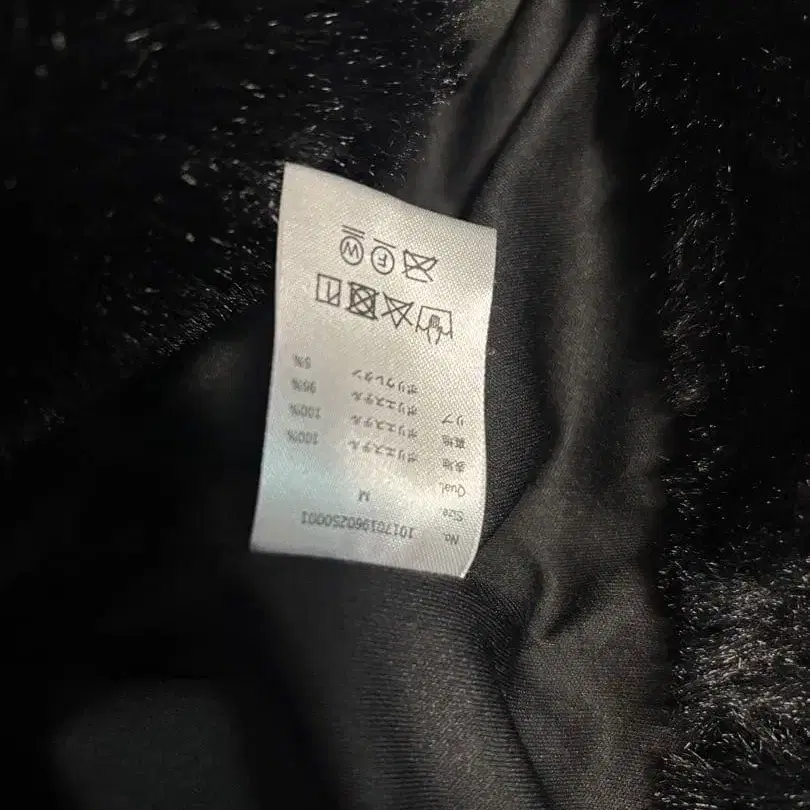 No. 101701960250001
Size M
Qual.
表地 ポリエステル 100%
裏地 ポリエステル 100%
リブ ポリエステル 95%
ポリウレタン 5%
F W